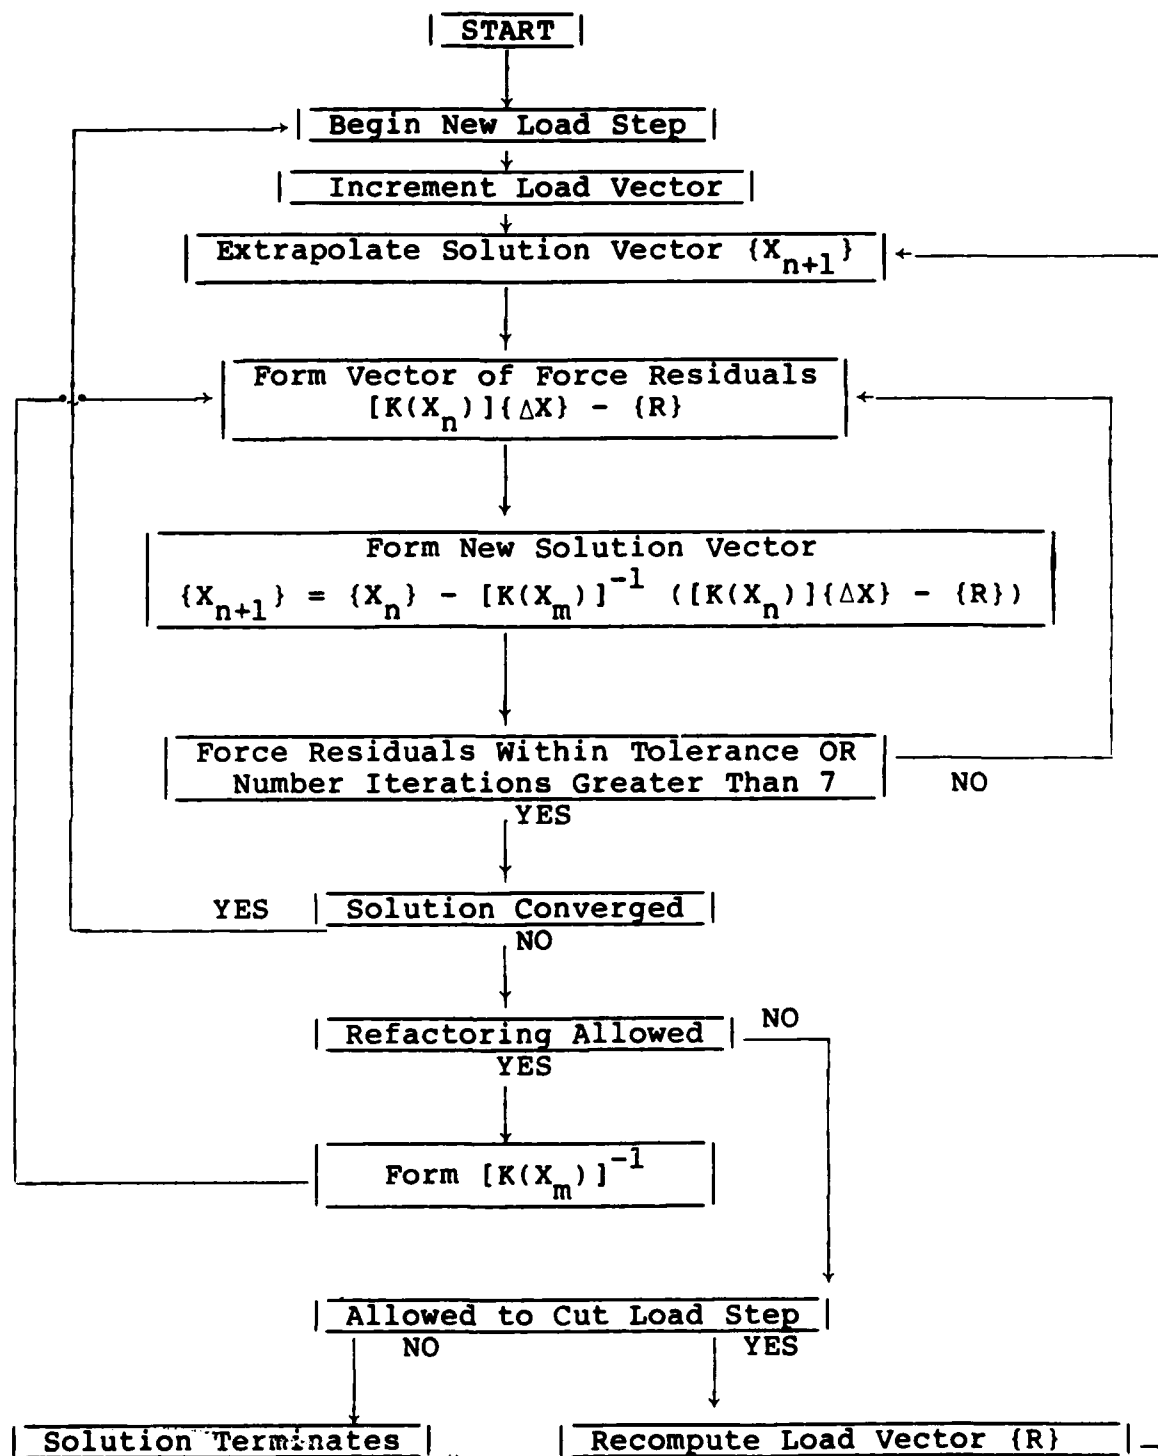 START
Begin New Load Step
Increment Load Vector
Extrapolate Solution Vector {X_{n+1}}
Form Vector of Force Residuals
[K(X_n)]{ΔX} - {R}
Form New Solution Vector
{X_{n+1}} = {X_n} - [K(X_m)]^{-1} ([K(X_n)]{ΔX} - {R})
Force Residuals Within Tolerance OR
Number Iterations Greater Than 7
NO
YES
YES
Solution Converged
NO
Refactoring Allowed
NO
YES
Form [K(X_m)]^{-1}
Allowed to Cut Load Step
NO
YES
Solution Terminates
Recompute Load Vector {R}